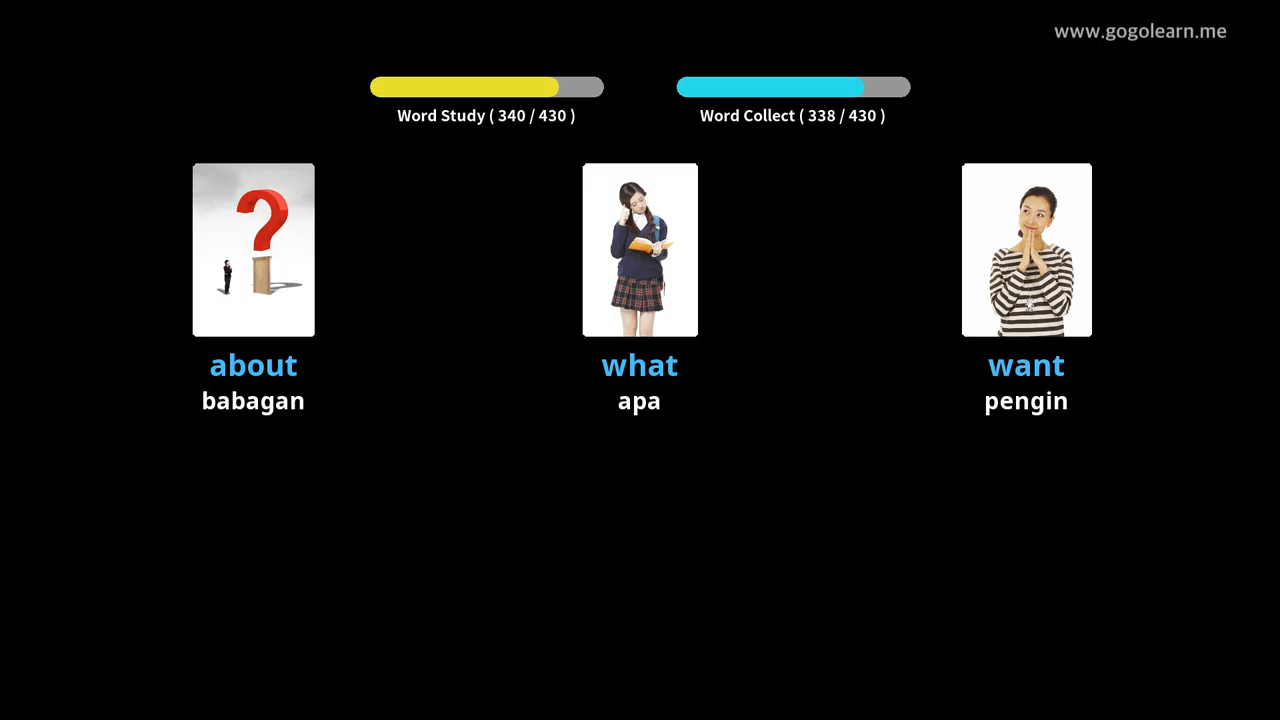 www.gogolearn.me
Word Study ( 340 / 430 )
Word Collect ( 338 / 430 )
about
babagan
what
apa
want
pengin